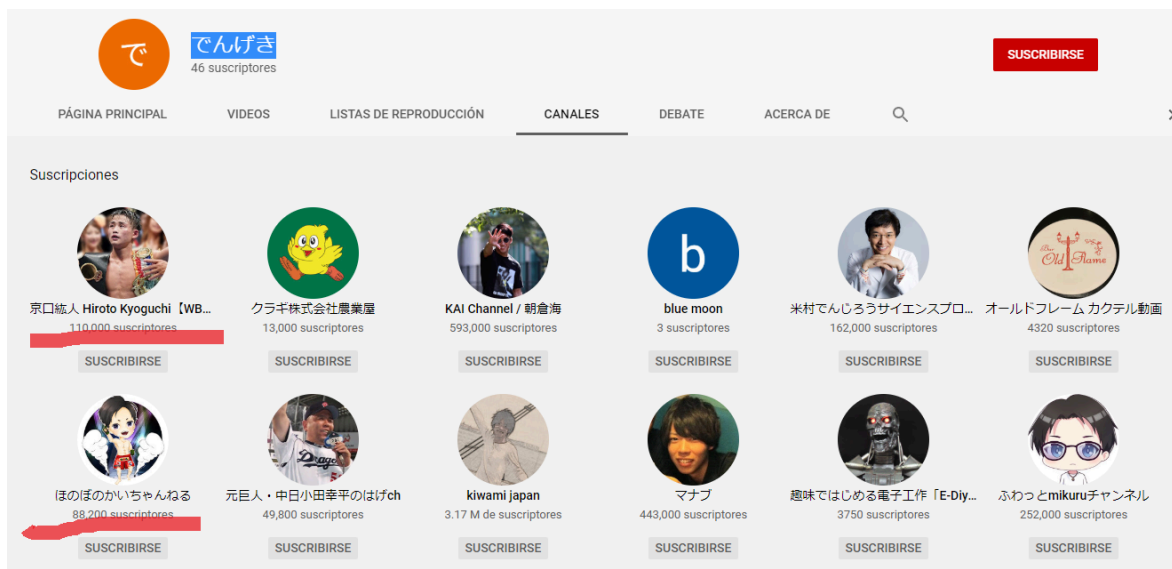 で
でんげき
46 suscriptores
SUSCRIBIRSE
PÁGINA PRINCIPAL VIDEOS LISTAS DE REPRODUCCIÓN CANALES DEBATE ACERCA DE
Suscripciones
b
Old Flame
京口紘人 Hiroto Kyoguchi【WB... クラギ株式会社農業屋 KAI Channel / 朝倉海 blue moon 米村でんじろうサイエンスプロ... オールドフレーム カクテル動画
110,000 suscriptores 13,000 suscriptores 593,000 suscriptores 3 suscriptores 162,000 suscriptores 4320 suscriptores
SUSCRIBIRSE SUSCRIBIRSE SUSCRIBIRSE SUSCRIBIRSE SUSCRIBIRSE SUSCRIBIRSE
Dragons
ほのぼのかいちゃんねる 元巨人・中日小田幸平のはげch kiwami japan マナブ 趣味ではじめる電子工作「E-Diy... ふわっとmikuruチャンネル
88,200 suscriptores 49,800 suscriptores 3.17 M de suscriptores 443,000 suscriptores 3750 suscriptores 252,000 suscriptores
SUSCRIBIRSE SUSCRIBIRSE SUSCRIBIRSE SUSCRIBIRSE SUSCRIBIRSE SUSCRIBIRSE